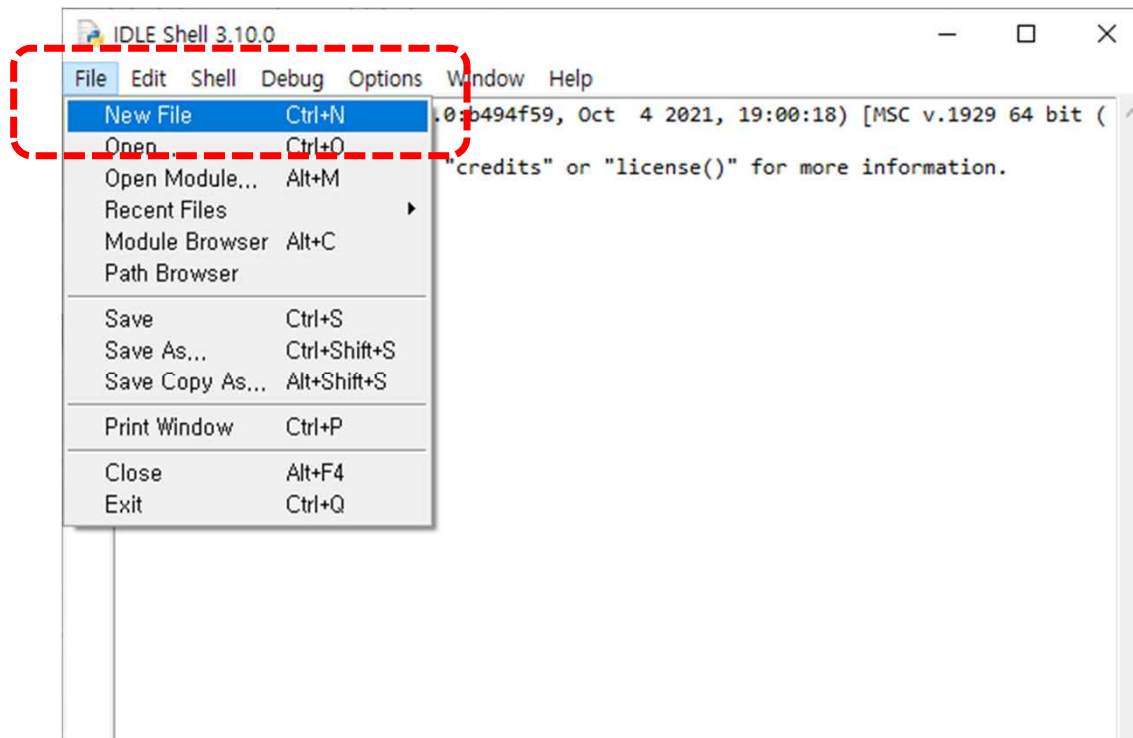 IDLE Shell 3.10.0
File Edit Shell Debug Options Window Help
.0:b494f59, Oct  4 2021, 19:00:18) [MSC v.1929 64 bit (
"credits" or "license()" for more information.
New File Ctrl+N
Open... Ctrl+O
Open Module... Alt+M
Recent Files
Module Browser Alt+C
Path Browser
Save Ctrl+S
Save As... Ctrl+Shift+S
Save Copy As... Alt+Shift+S
Print Window Ctrl+P
Close Alt+F4
Exit Ctrl+Q